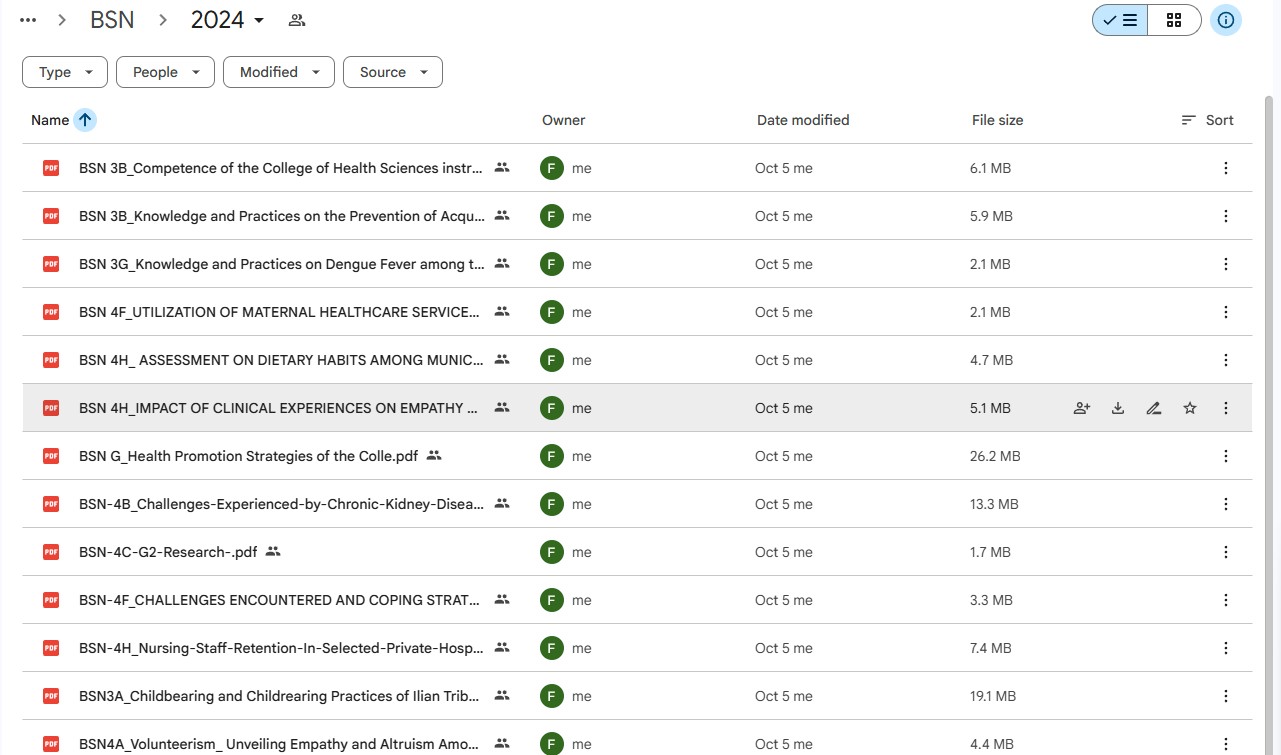 ... > BSN > 2024
Type People Modified Source
Name Owner Date modified File size Sort
PDF BSN 3B_Competence of the College of Health Sciences instr... F me Oct 5 me 6.1 MB
PDF BSN 3B_Knowledge and Practices on the Prevention of Acqu... F me Oct 5 me 5.9 MB
PDF BSN 3G_Knowledge and Practices on Dengue Fever among t... F me Oct 5 me 2.1 MB
PDF BSN 4F_UTILIZATION OF MATERNAL HEALTHCARE SERVICE... F me Oct 5 me 2.1 MB
PDF BSN 4H_ ASSESSMENT ON DIETARY HABITS AMONG MUNIC... F me Oct 5 me 4.7 MB
PDF BSN 4H_IMPACT OF CLINICAL EXPERIENCES ON EMPATHY ... F me Oct 5 me 5.1 MB
PDF BSN G_Health Promotion Strategies of the Colle.pdf F me Oct 5 me 26.2 MB
PDF BSN-4B_Challenges-Experienced-by-Chronic-Kidney-Disea... F me Oct 5 me 13.3 MB
PDF BSN-4C-G2-Research-.pdf F me Oct 5 me 1.7 MB
PDF BSN-4F_CHALLENGES ENCOUNTERED AND COPING STRAT... F me Oct 5 me 3.3 MB
PDF BSN-4H_Nursing-Staff-Retention-In-Selected-Private-Hosp... F me Oct 5 me 7.4 MB
PDF BSN3A_Childbearing and Childrearing Practices of Ilian Trib... F me Oct 5 me 19.1 MB
PDF BSN4A_Volunteerism_ Unveiling Empathy and Altruism Amo... F me Oct 5 me 4.4 MB